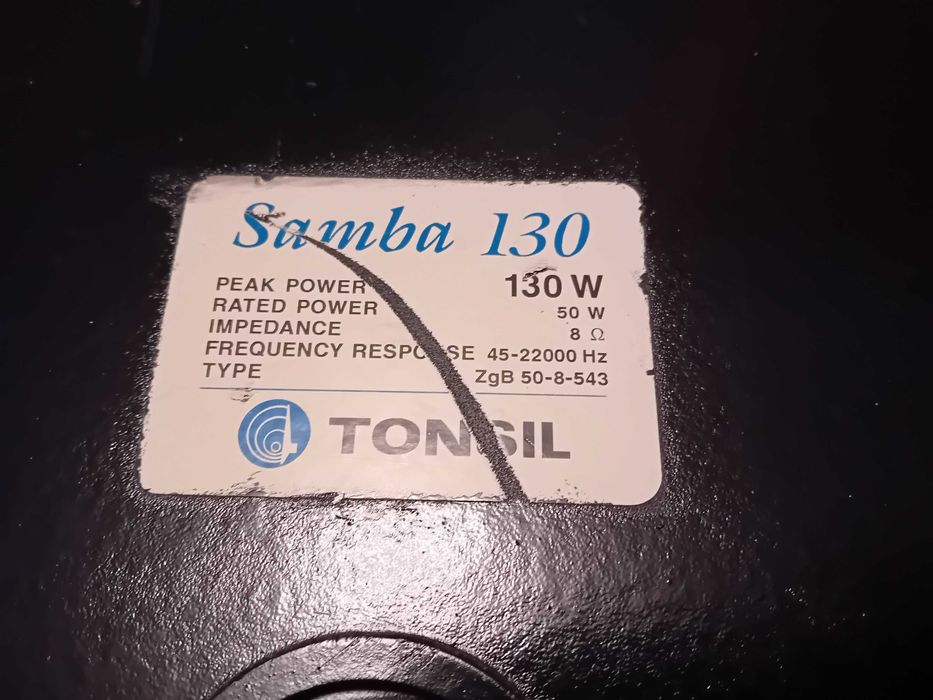 Samba 130
PEAK POWER 130 W
RATED POWER 50 W
IMPEDANCE 8 Ω
FREQUENCY RESPONSE 45-22000 Hz
TYPE ZgB 50-8-543
TONSIL